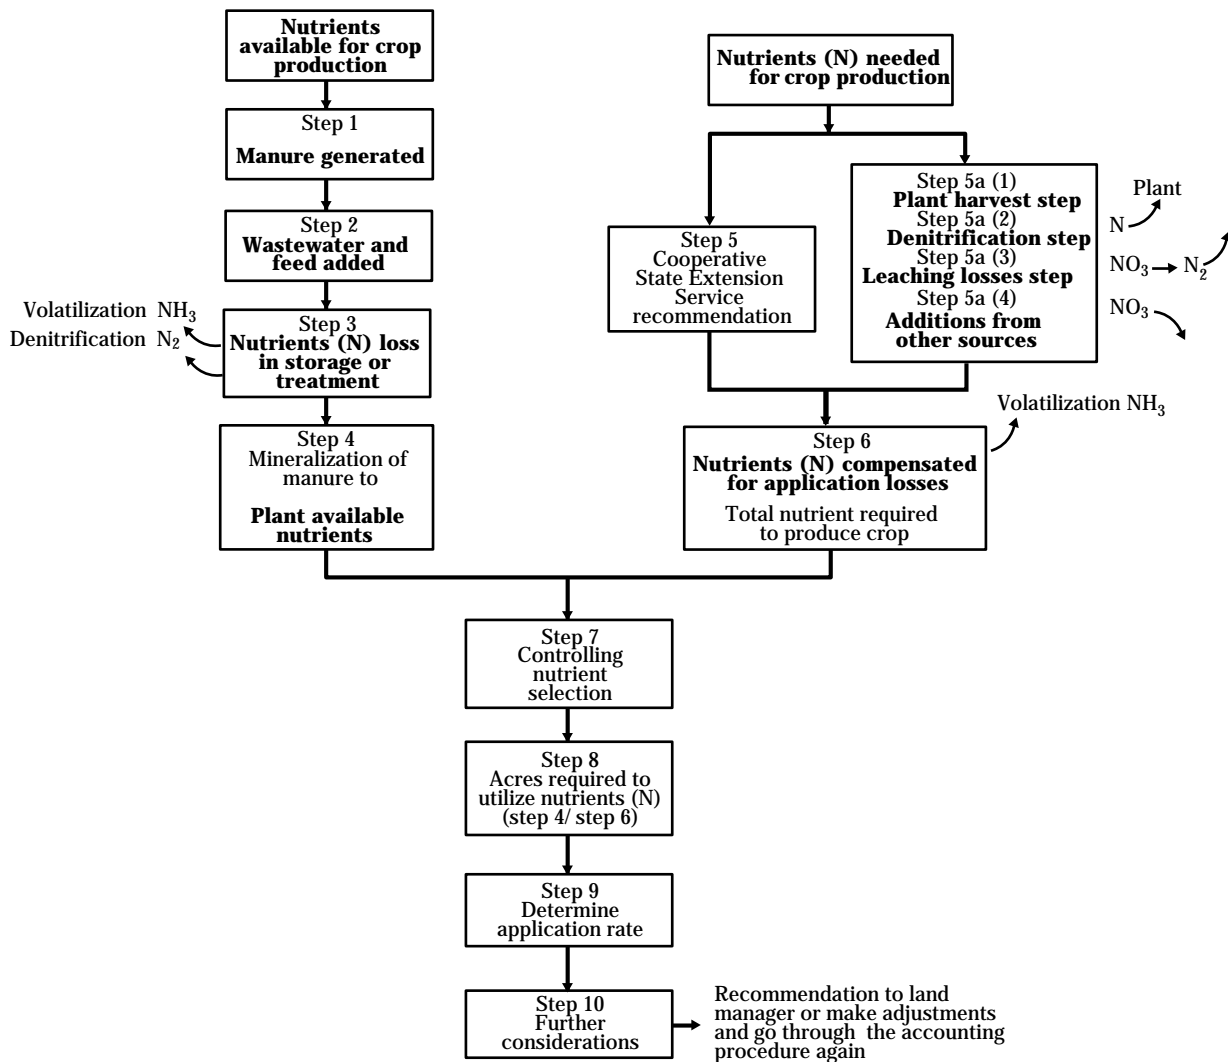 Nutrients
available for crop
production
Step 1
Manure generated
Step 2
Wastewater and
feed added
Volatilization NH3
Denitrification N2
Step 3
Nutrients (N) loss
in storage or
treatment
Step 4
Mineralization of
manure to
Plant available
nutrients
Nutrients (N) needed
for crop production
Step 5
Cooperative
State Extension
Service
recommendation
Step 5a (1)
Plant harvest step
Step 5a (2)
Denitrification step
Step 5a (3)
Leaching losses step
Step 5a (4)
Additions from
other sources
Plant
N
NO3 N2
NO3
Volatilization NH3
Step 6
Nutrients (N) compensated
for application losses
Total nutrient required
to produce crop
Step 7
Controlling
nutrient
selection
Step 8
Acres required to
utilize nutrients (N)
(step 4/ step 6)
Step 9
Determine
application rate
Step 10
Further
considerations
Recommendation to land
manager or make adjustments
and go through the accounting
procedure again